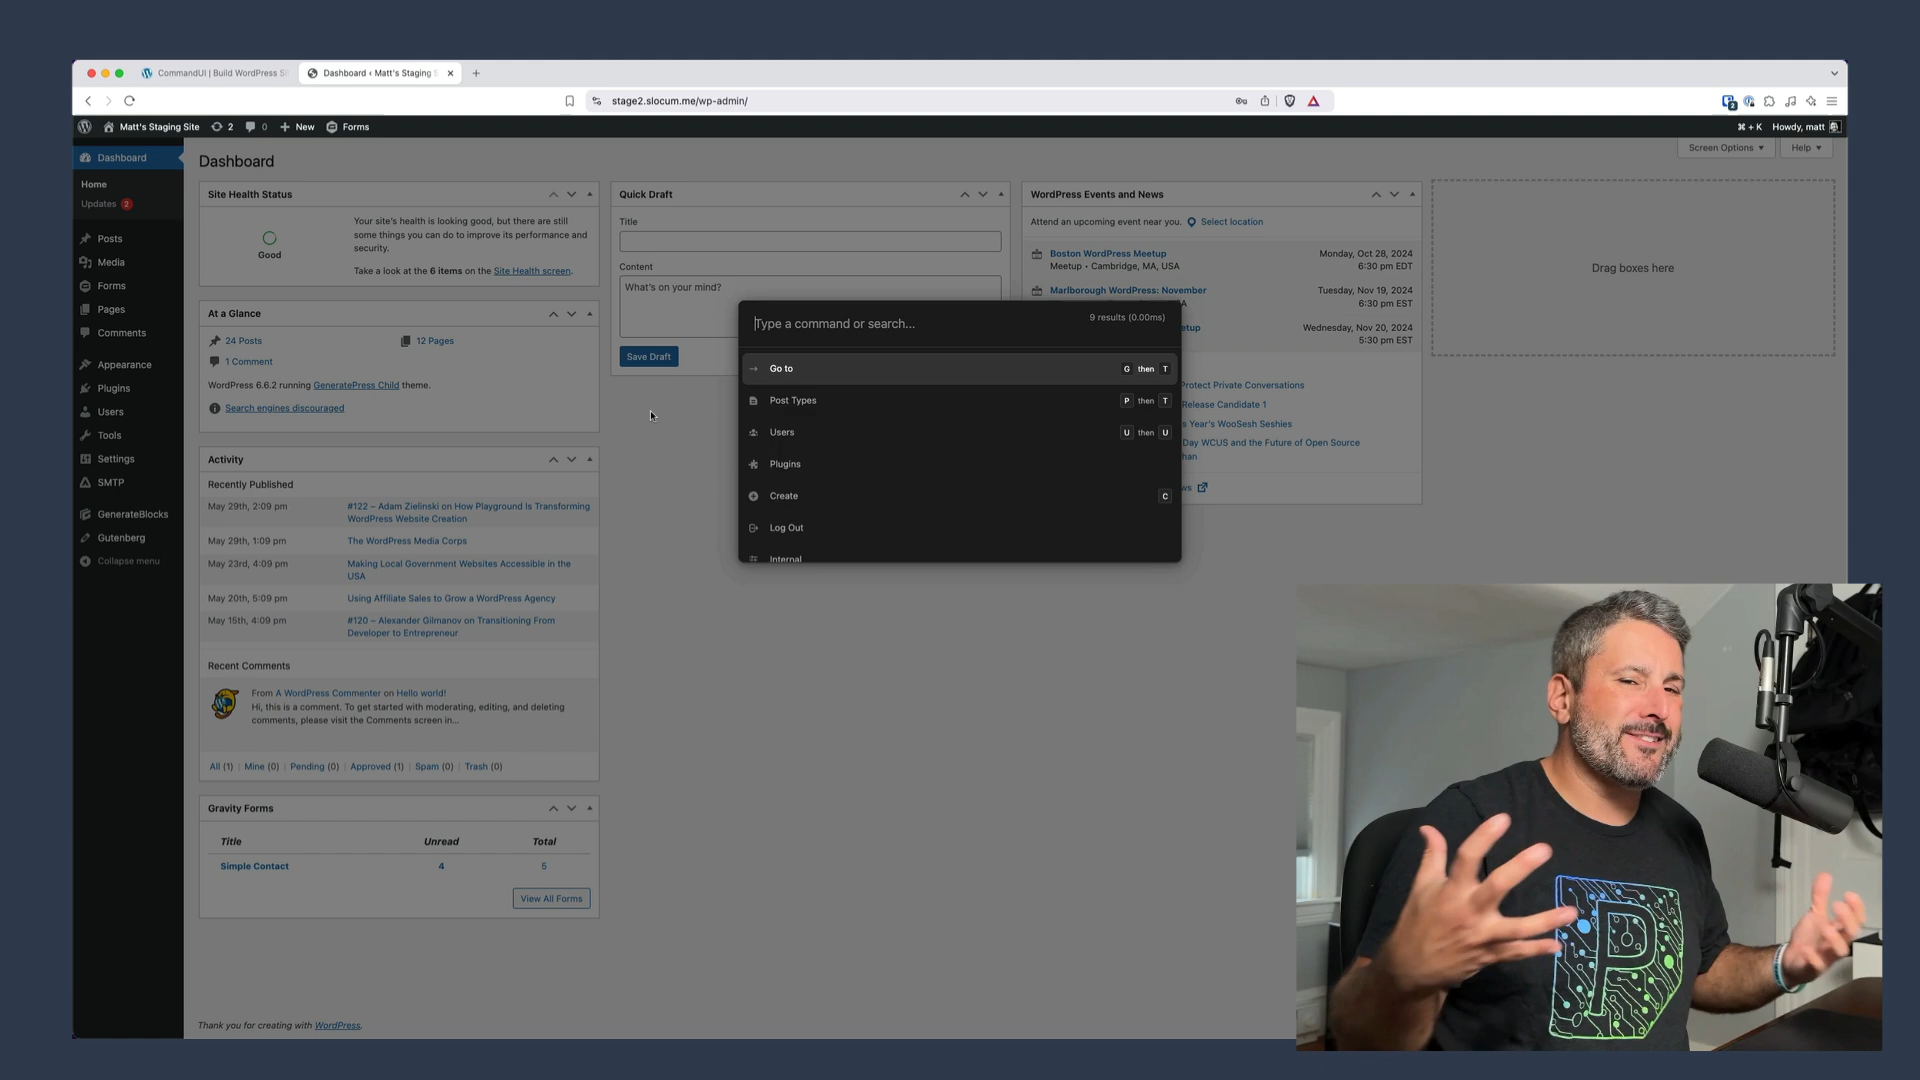 CommandUI | Build WordPress Si
Dashboard ‹ Matt's Staging S
stage2.slocum.me/wp-admin/
Matt's Staging Site 2 0 New Forms
⌘ + K Howdy, matt
Dashboard
Home
Updates 2
Posts
Media
Forms
Pages
Comments
Appearance
Plugins
Users
Tools
Settings
SMTP
GenerateBlocks
Gutenberg
Collapse menu
Dashboard
Screen Options
Help
Site Health Status
Good
Your site's health is looking good, but there are still
some things you can do to improve its performance and
security.
Take a look at the 6 items on the Site Health screen.
At a Glance
24 Posts
12 Pages
1 Comment
WordPress 6.6.2 running GeneratePress Child theme.
Search engines discouraged
Activity
Recently Published
May 29th, 2:09 pm
#122 – Adam Zielinski on How Playground Is Transforming
WordPress Website Creation
May 29th, 1:09 pm
The WordPress Media Corps
May 23rd, 4:09 pm
Making Local Government Websites Accessible in the
USA
May 20th, 5:09 pm
Using Affiliate Sales to Grow a WordPress Agency
May 15th, 4:09 pm
#120 – Alexander Gilmanov on Transitioning From
Developer to Entrepreneur
Recent Comments
From A WordPress Commenter on Hello world!
Hi, this is a comment. To get started with moderating, editing, and deleting
comments, please visit the Comments screen in…
All (1) | Mine (0) | Pending (0) | Approved (1) | Spam (0) | Trash (0)
Gravity Forms
Title Unread Total
Simple Contact 4 5
View All Forms
Thank you for creating with WordPress.
Quick Draft
Title
Content
What's on your mind?
Save Draft
WordPress Events and News
Attend an upcoming event near you. Select location
Boston WordPress Meetup
Meetup • Cambridge, MA, USA
Monday, Oct 28, 2024
6:30 pm EDT
Marlborough WordPress: November
A
Tuesday, Nov 19, 2024
6:30 pm EST
etup
Wednesday, Nov 20, 2024
5:30 pm EST
Protect Private Conversations
Release Candidate 1
s Year's WooSesh Seshies
Day WCUS and the Future of Open Source
han
ws
Drag boxes here
Type a command or search...
9 results (0.00ms)
Go to G then T
Post Types P then T
Users U then U
Plugins
Create C
Log Out
Internal
P